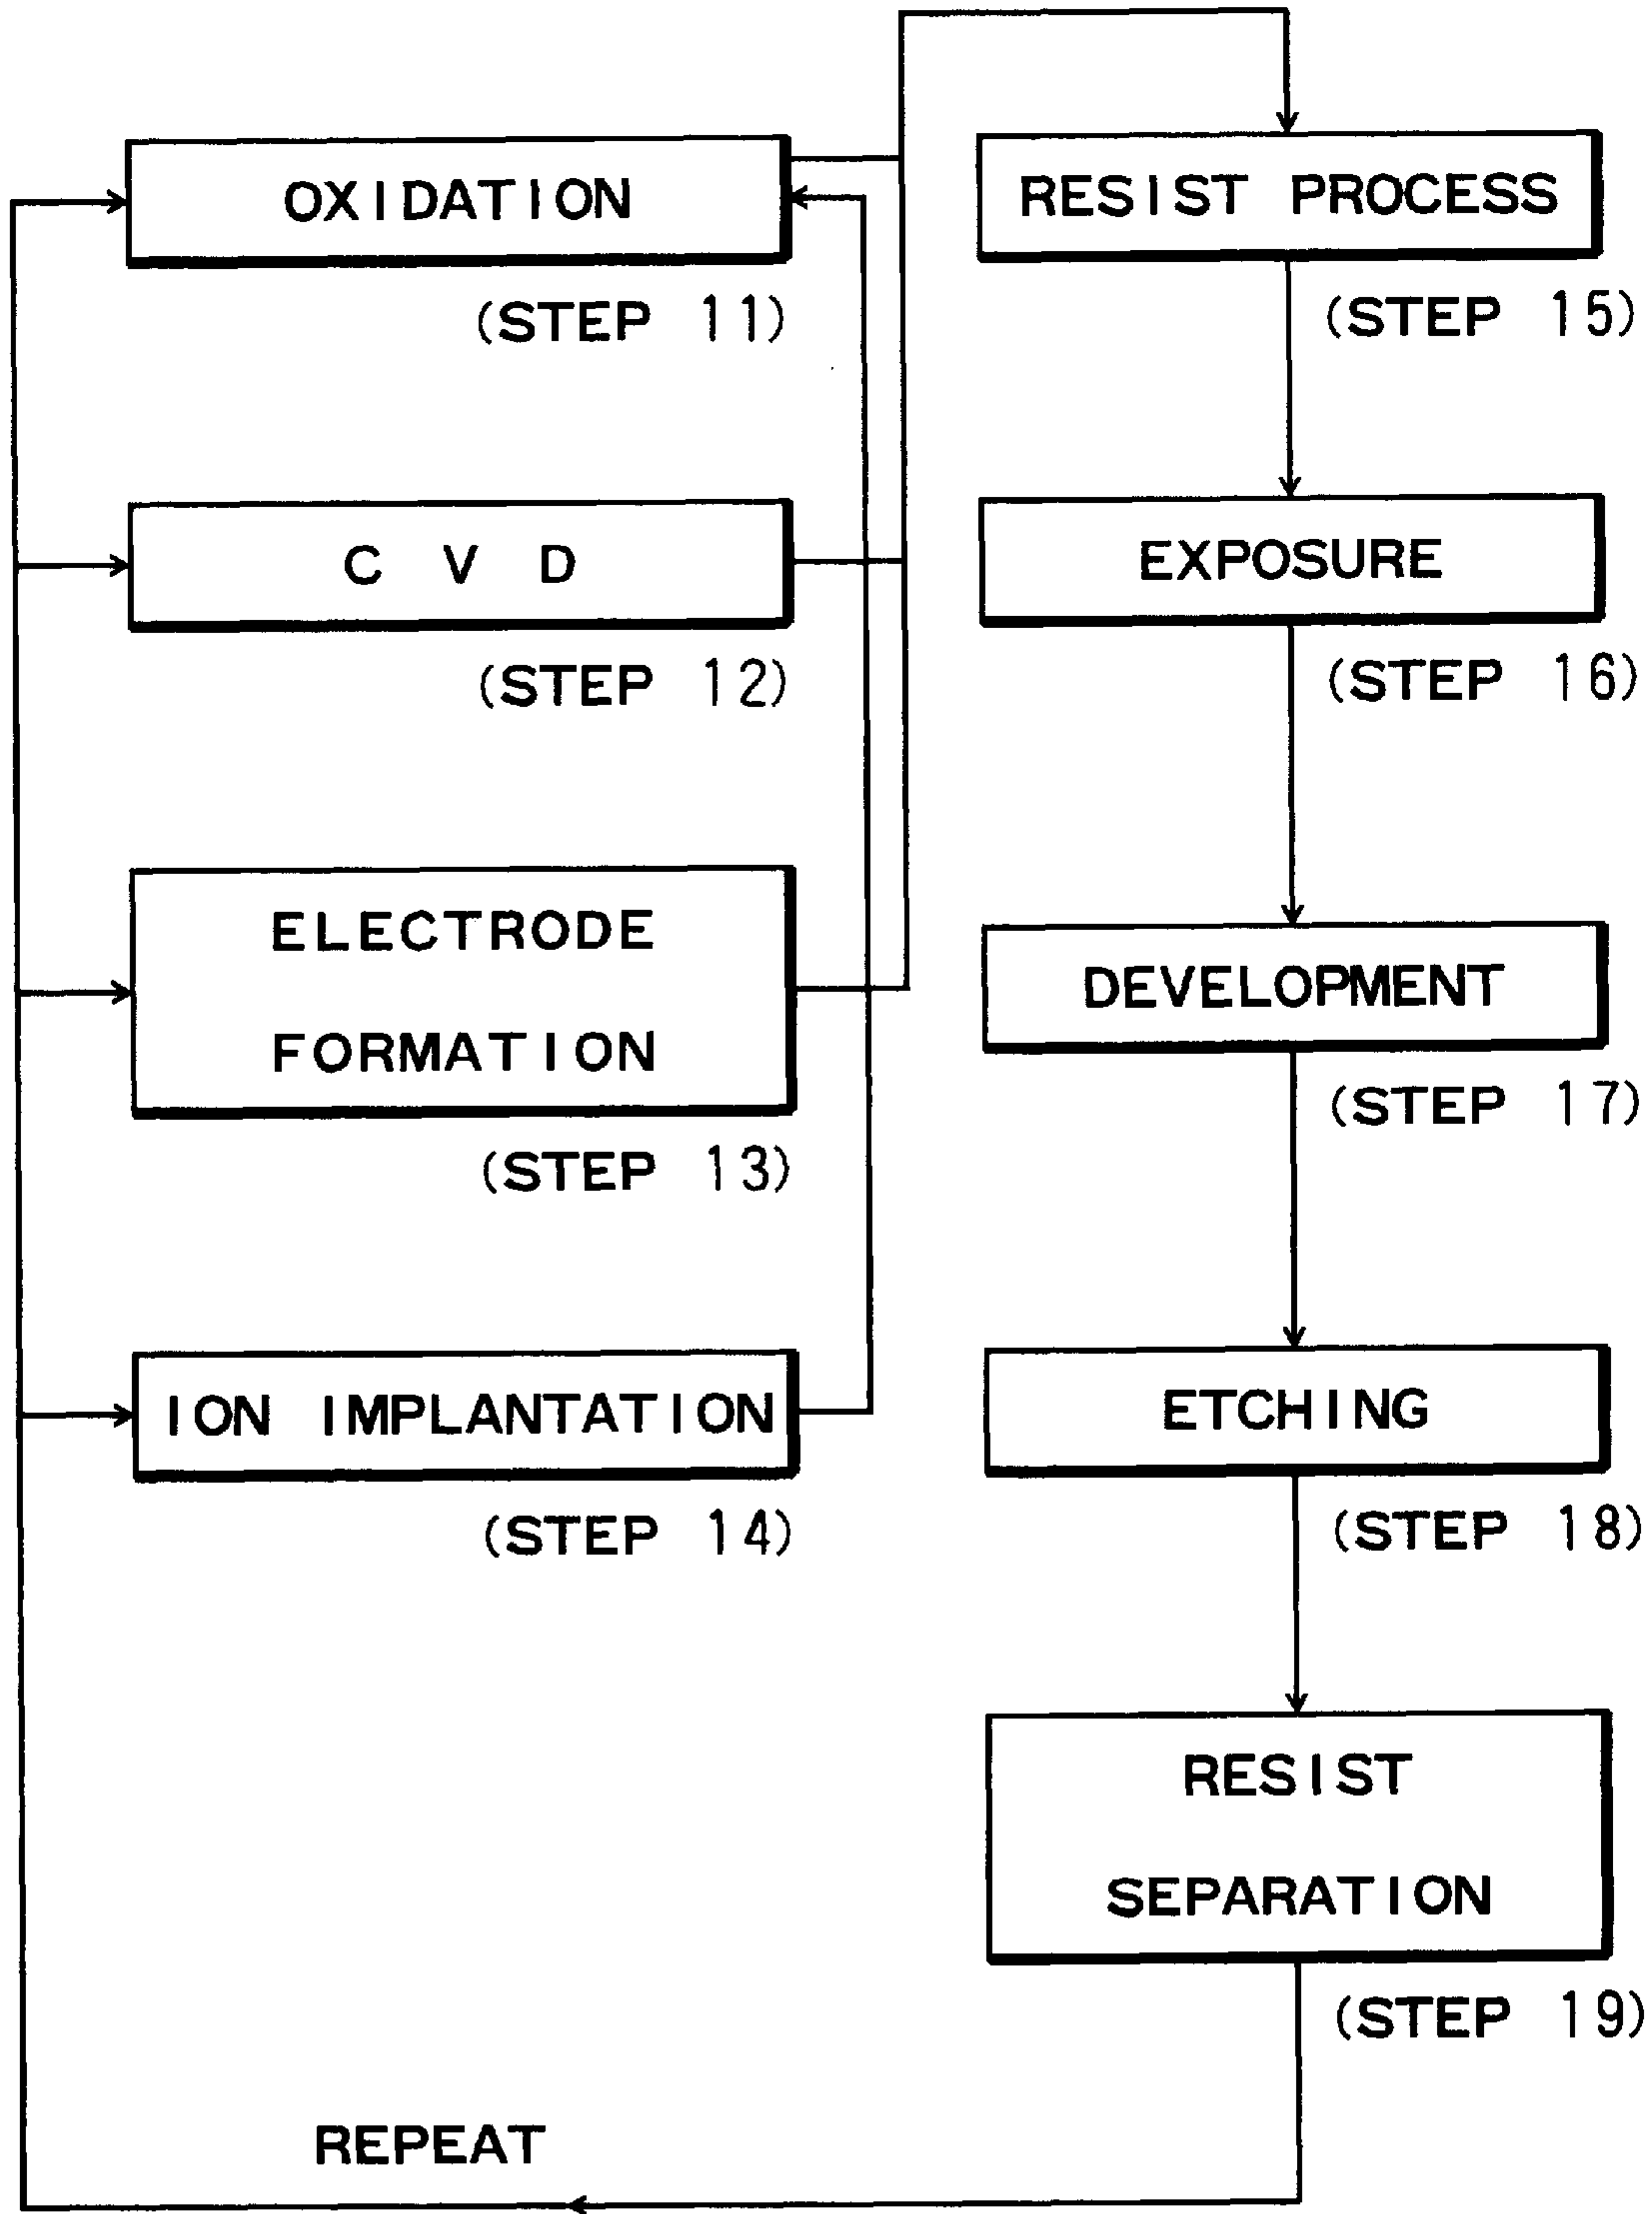 OXIDATION
(STEP 11)
CVD
(STEP 12)
ELECTRODE
FORMATION
(STEP 13)
ION IMPLANTATION
(STEP 14)
RESIST PROCESS
(STEP 15)
EXPOSURE
(STEP 16)
DEVELOPMENT
(STEP 17)
ETCHING
(STEP 18)
RESIST
SEPARATION
(STEP 19)
REPEAT